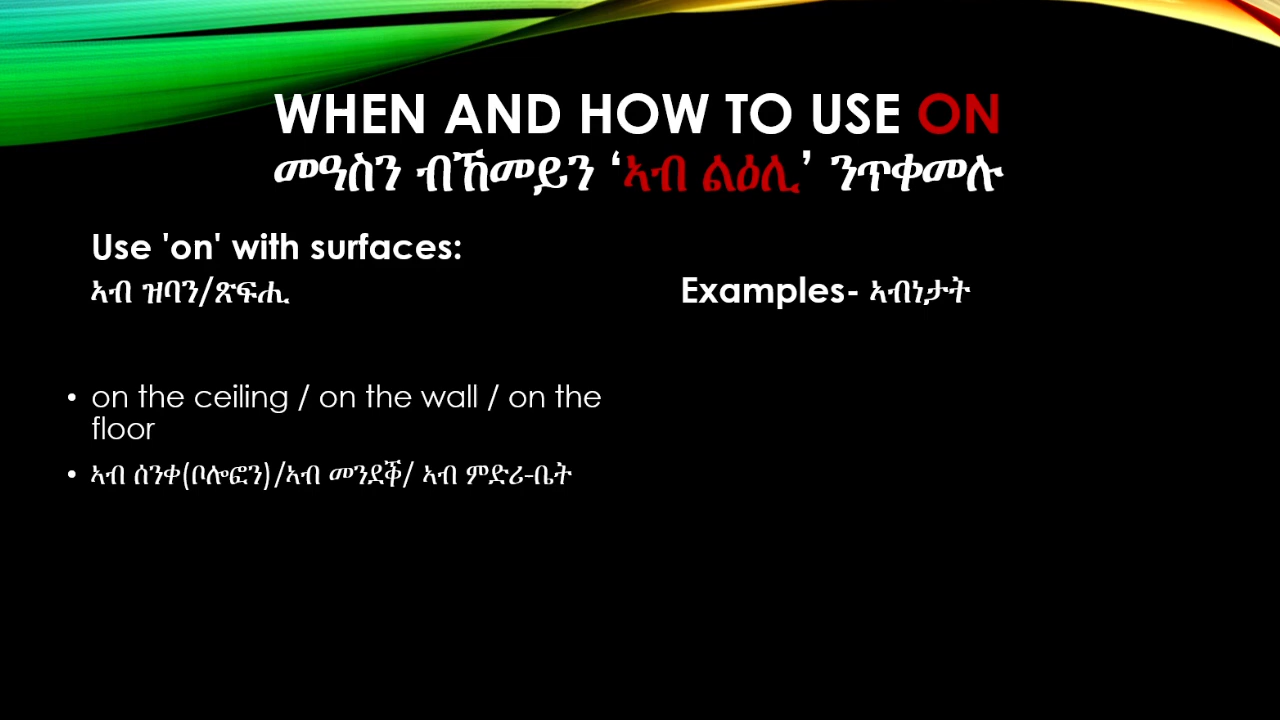 WHEN AND HOW TO USE ON
መዓስን ብኸመይን ‘ኣብ ልዕሊ’ ንጥቀመሉ
Use 'on' with surfaces:
ኣብ ዝባን/ጽፍሒ
Examples- ኣብነታት
• on the ceiling / on the wall / on the
floor
• ኣብ ሰንቀ(ቦሎፎን)/ኣብ መንደቕ/ ኣብ ምድሪ-ቤት